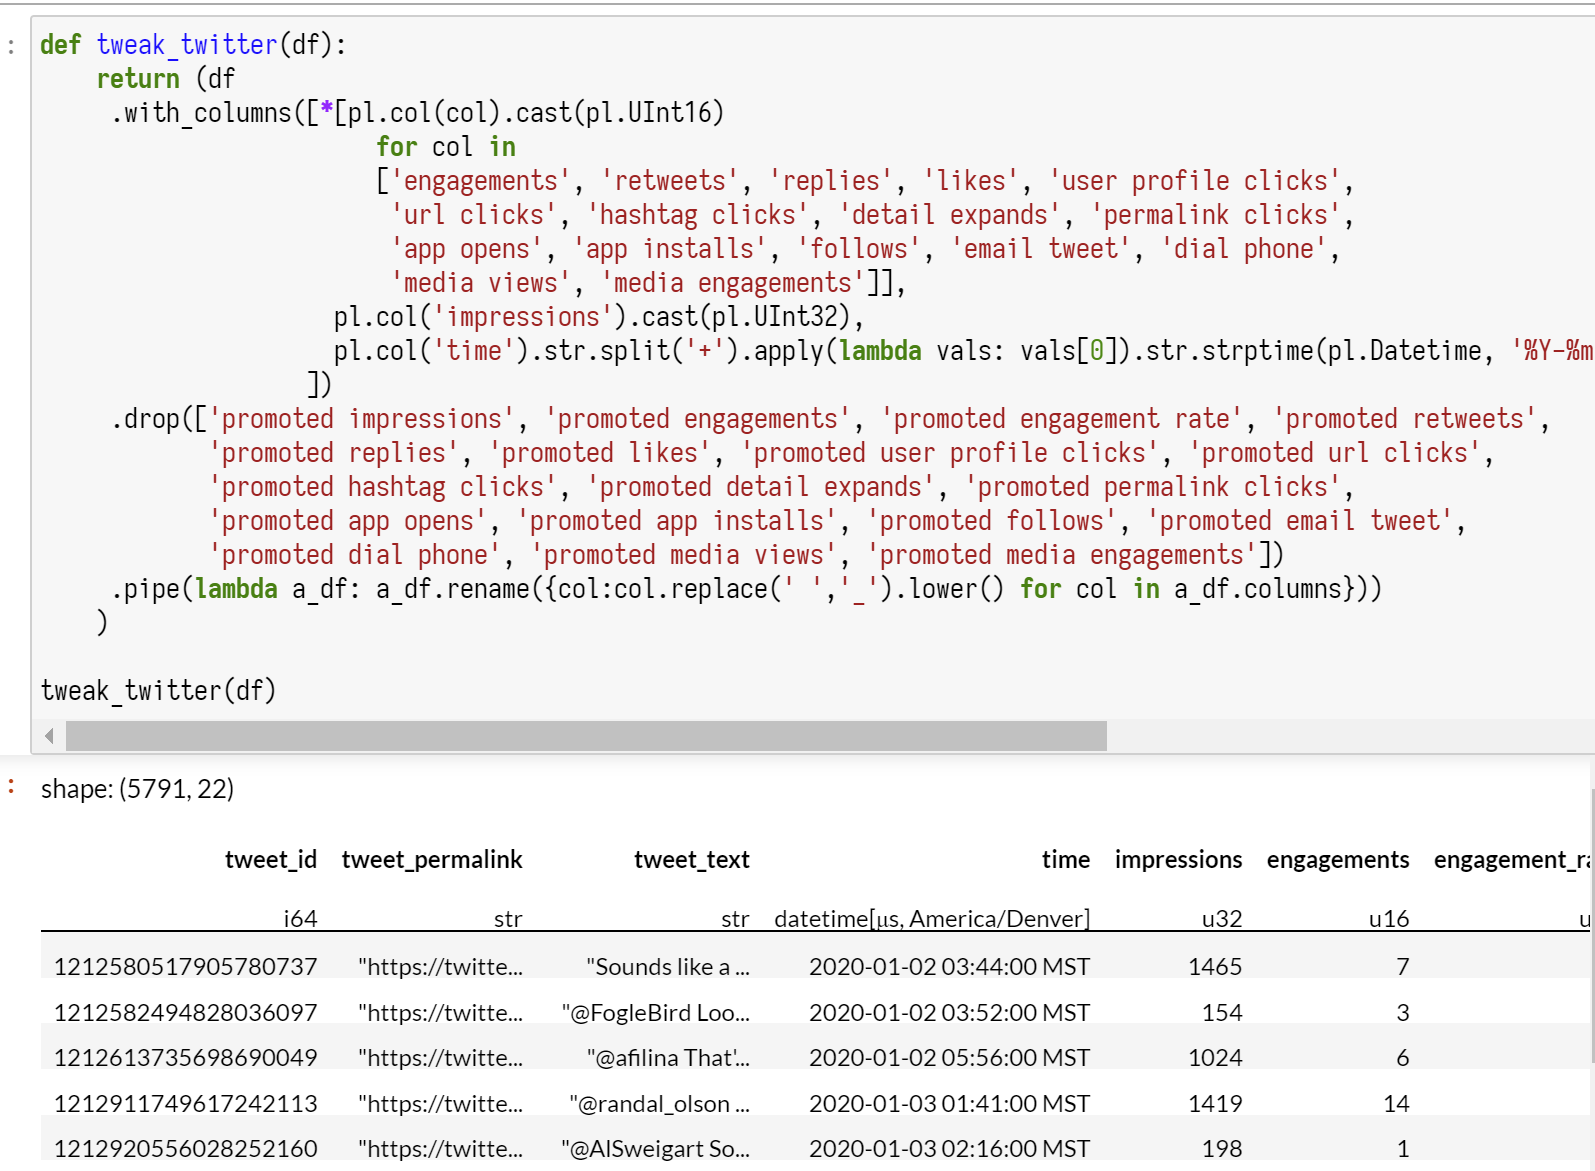 : def tweak_twitter(df):
    return (df
     .with_columns([*[pl.col(col).cast(pl.UInt16)
                        for col in
                        ['engagements', 'retweets', 'replies', 'likes', 'user profile clicks',
                         'url clicks', 'hashtag clicks', 'detail expands', 'permalink clicks',
                         'app opens', 'app installs', 'follows', 'email tweet', 'dial phone',
                         'media views', 'media engagements']],
                     pl.col('impressions').cast(pl.UInt32),
                     pl.col('time').str.split('+').apply(lambda vals: vals[0]).str.strptime(pl.Datetime, '%Y-%m
                   ])
     .drop(['promoted impressions', 'promoted engagements', 'promoted engagement rate', 'promoted retweets',
            'promoted replies', 'promoted likes', 'promoted user profile clicks', 'promoted url clicks',
            'promoted hashtag clicks', 'promoted detail expands', 'promoted permalink clicks',
            'promoted app opens', 'promoted app installs', 'promoted follows', 'promoted email tweet',
            'promoted dial phone', 'promoted media views', 'promoted media engagements'])
     .pipe(lambda a_df: a_df.rename({col:col.replace(' ','_').lower() for col in a_df.columns}))
    )
tweak_twitter(df)
: shape: (5791, 22)
tweet_id tweet_permalink tweet_text time impressions engagements engagement_ra
i64 str str datetime[μs, America/Denver] u32 u16 u
1212580517905780737 "https://twitte... "Sounds like a ... 2020-01-02 03:44:00 MST 1465 7
1212582494828036097 "https://twitte... "@FogleBird Loo... 2020-01-02 03:52:00 MST 154 3
1212613735698690049 "https://twitte... "@afilina That'... 2020-01-02 05:56:00 MST 1024 6
1212911749617242113 "https://twitte... "@randal_olson ... 2020-01-03 01:41:00 MST 1419 14
1212920556028252160 "https://twitte... "@AlSweigart So... 2020-01-03 02:16:00 MST 198 1